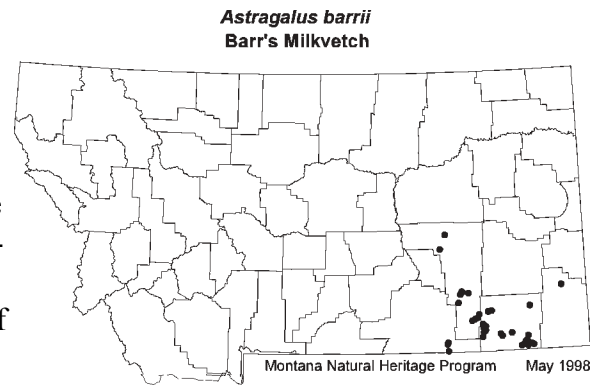 Astragalus barrii
Barr's Milkvetch
f
Montana Natural Heritage Program May 1998